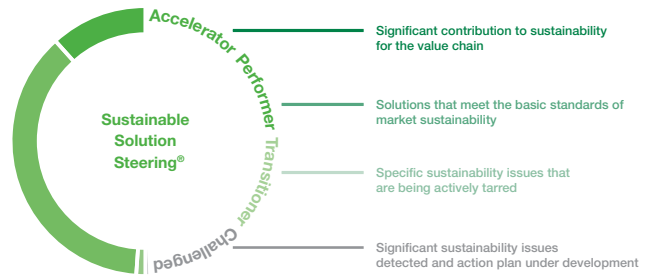 Accelerator
Performer
Transitioner
Challenged
Sustainable
Solution
Steering®
Significant contribution to sustainability
for the value chain
Solutions that meet the basic standards of
market sustainability
Specific sustainability issues that
are being actively tarred
Significant sustainability issues
detected and action plan under development